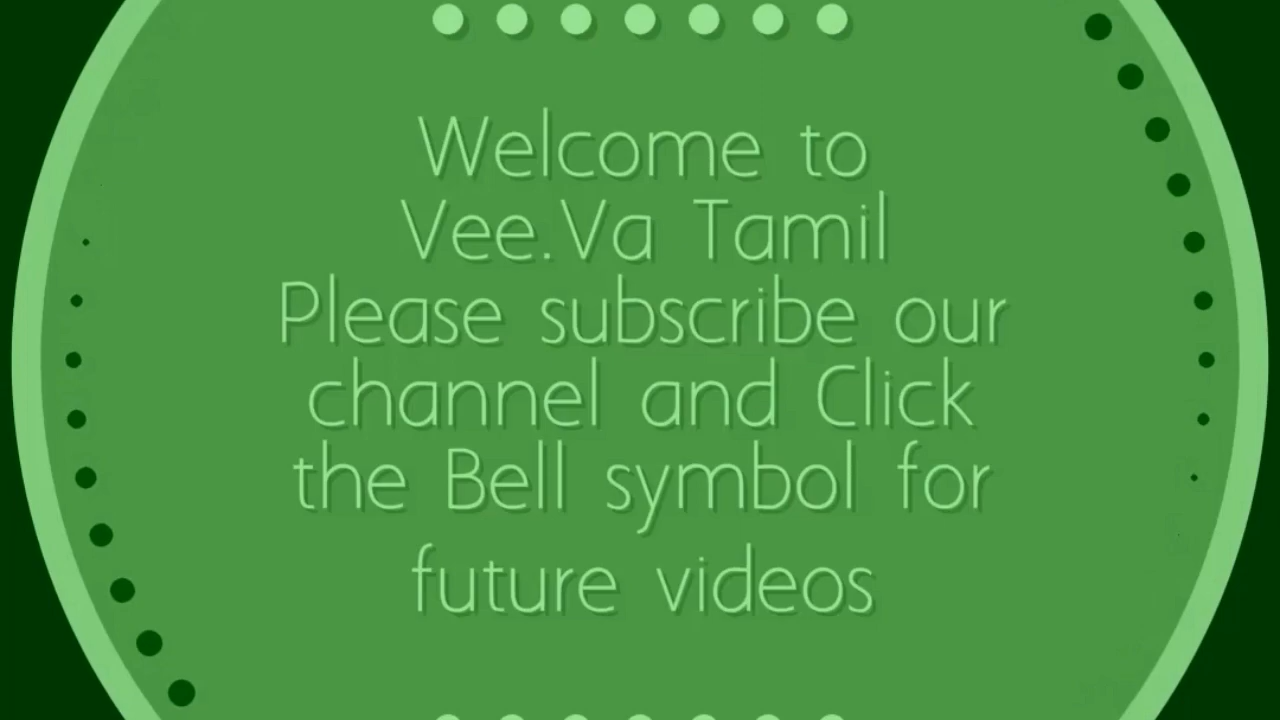 Welcome to
Vee.Va Tamil
Please subscribe our
channel and Click
the Bell symbol for
future videos